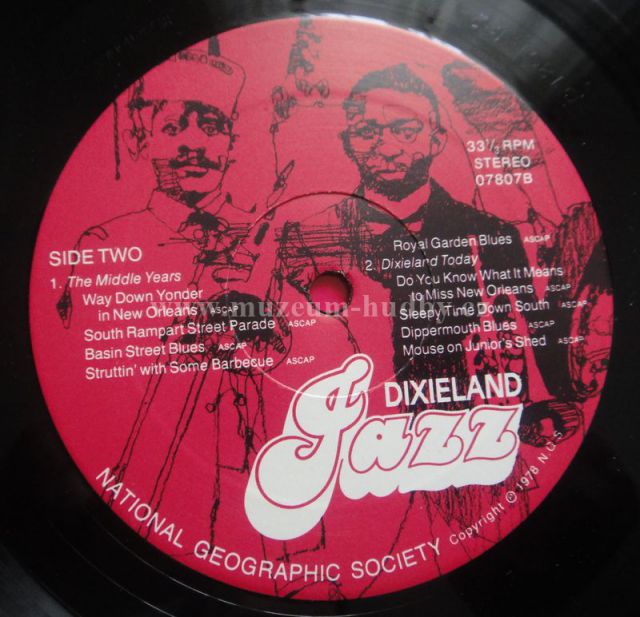 33⅓ RPM
STEREO
07807B
SIDE TWO
1. The Middle Years
Way Down Yonder
in New Orleans ASCAP
South Rampart Street Parade ASCAP
Basin Street Blues ASCAP
Struttin' with Some Barbecue ASCAP
Royal Garden Blues ASCAP
2. Dixieland Today
Do You Know What It Means
to Miss New Orleans ASCAP
Sleepy Time Down South ASCAP
Dippermouth Blues ASCAP
Mouse on Junior's Shed ASCAP
DIXIELAND
Jazz
NATIONAL GEOGRAPHIC SOCIETY Copyright © 1978 N.G.S.
www.muzeum-hudby